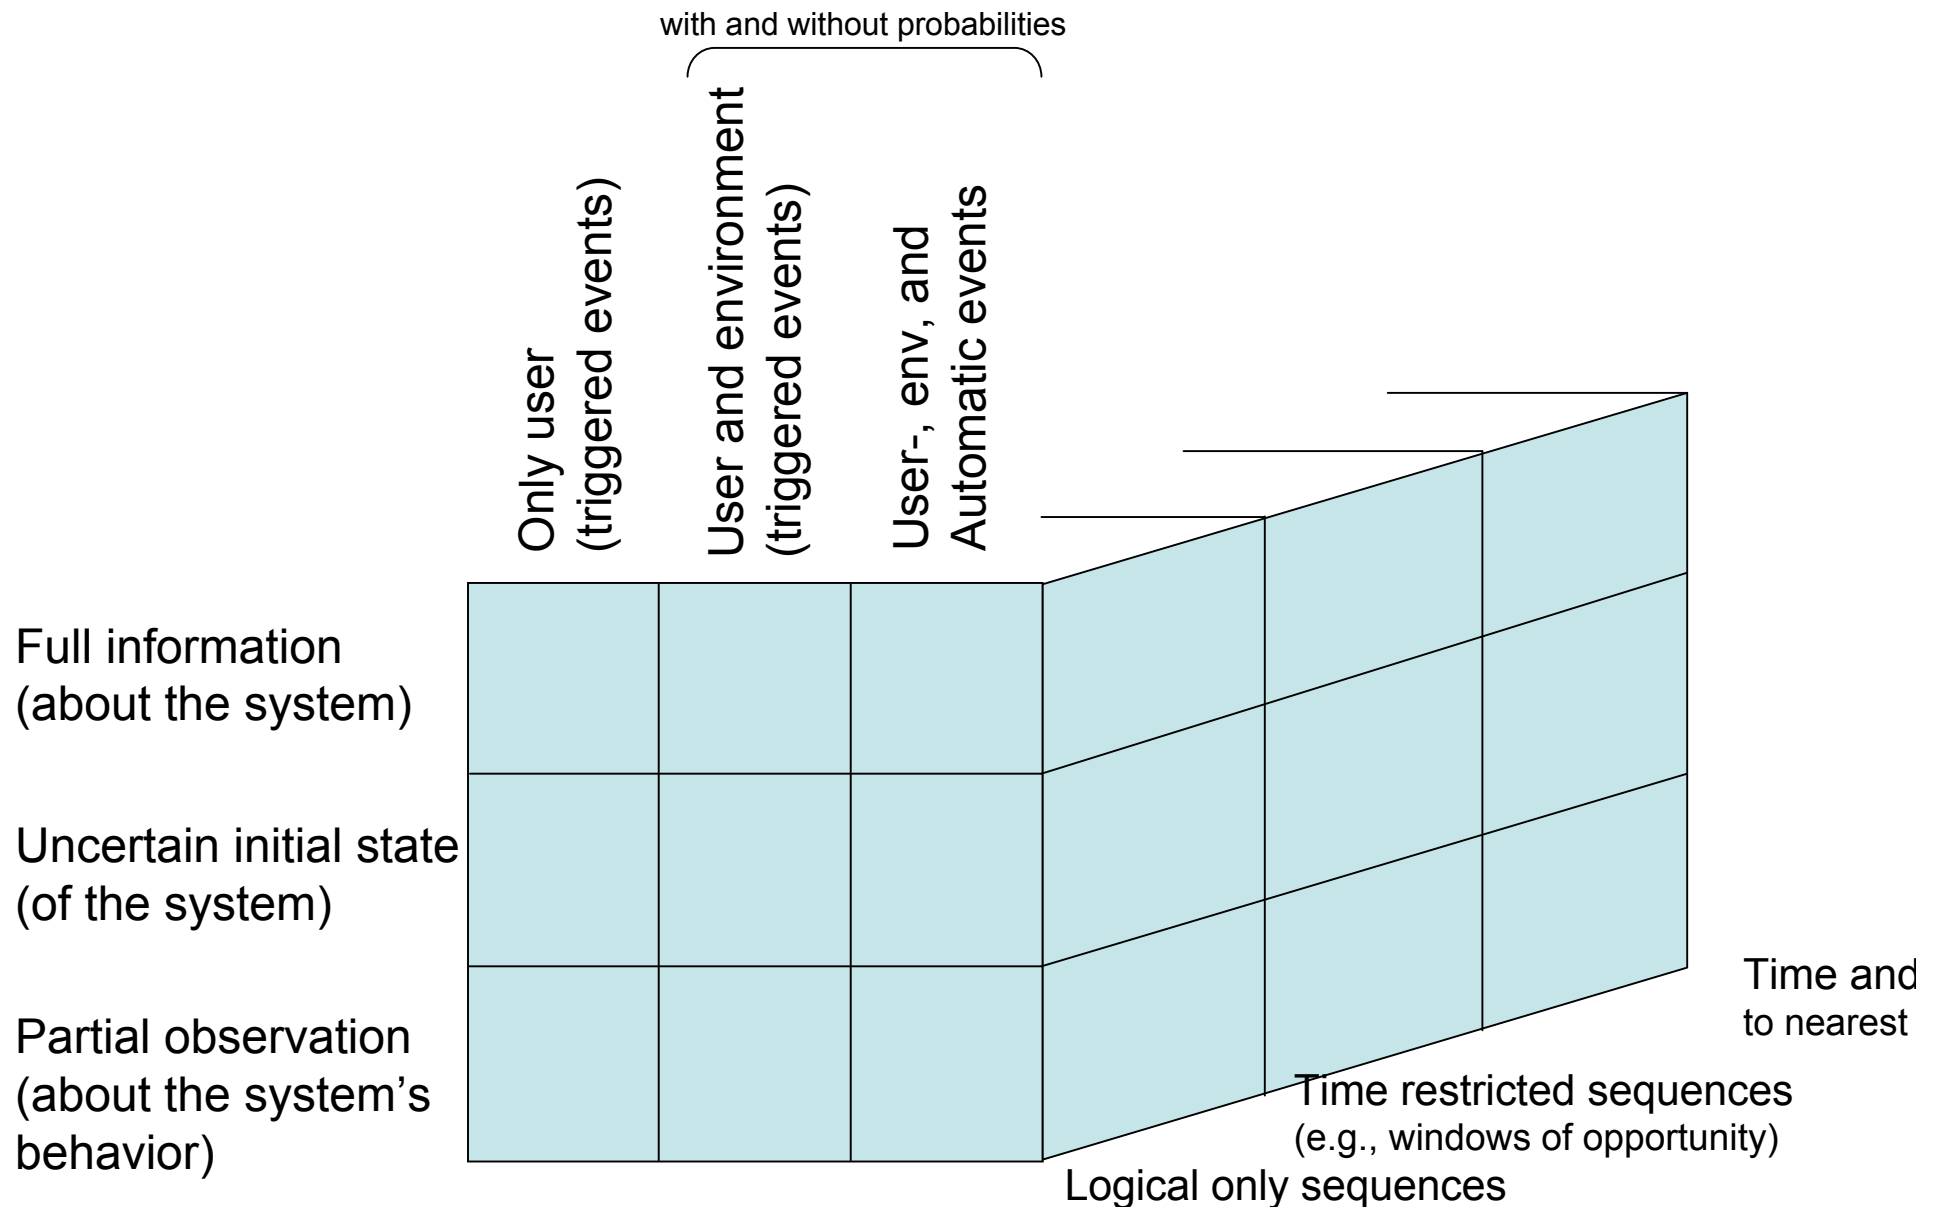 with and without probabilities
Only user
(triggered events)
User and environment
(triggered events)
User-, env, and
Automatic events
Full information
(about the system)
Uncertain initial state
(of the system)
Partial observation
(about the system’s
behavior)
Time and
to nearest
Time restricted sequences
(e.g., windows of opportunity)
Logical only sequences